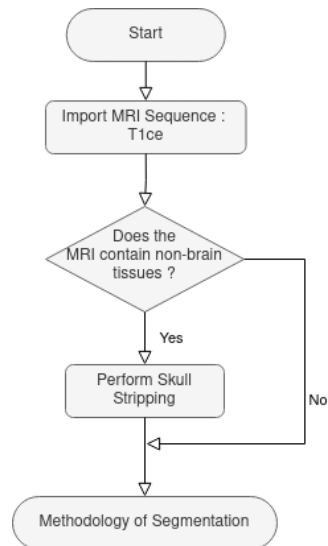 Start
Import MRI Sequence :
T1ce
Does the
MRI contain non-brain
tissues ?
Yes
Perform Skull
Stripping
No
Methodology of Segmentation